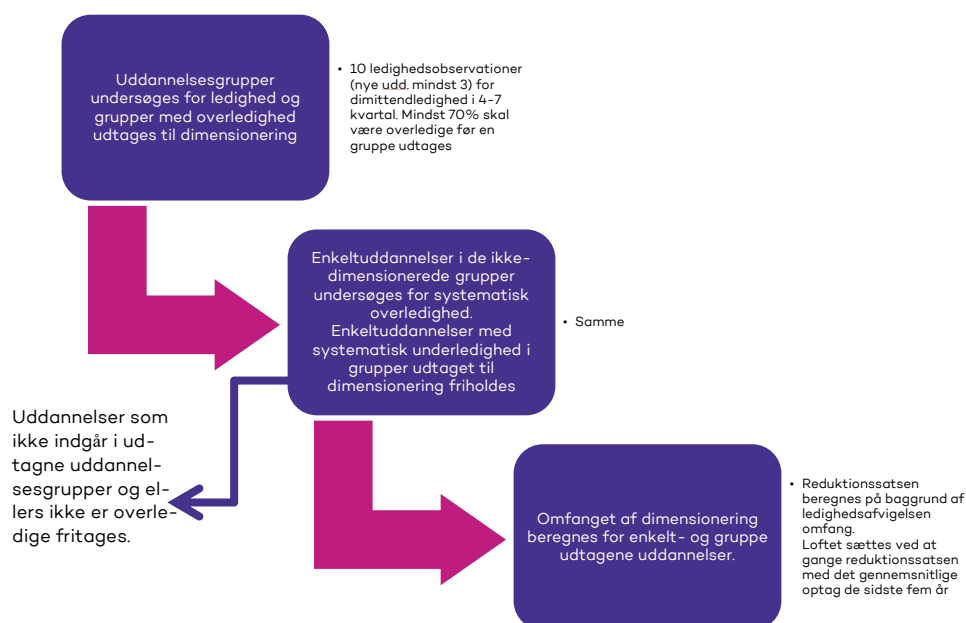 Uddannelsesgrupper
undersøges for ledighed og
grupper med overledighed
udtages til dimensionering
• 10 ledighedsobservationer
(nye udd. mindst 3) for
dimittendledighed i 4-7
kvartal. Mindst 70% skal
være overledige før en
gruppe udtages
Enkeltuddannelser i de ikke-
dimensionerede grupper
undersøges for systematisk
overledighed.
Enkeltuddannelser med
systematisk underledighed i
grupper udtaget til
dimensionering friholdes
• Samme
Uddannelser som
ikke indgår i ud-
tagne uddannel-
sesgrupper og el-
lers ikke er overle-
dige fritages.
Omfanget af dimensionering
beregnes for enkelt- og gruppe
udtagene uddannelser.
• Reduktionssatsen
beregnes på baggrund af
ledighedsafvigelsen
omfang.
Loftet sættes ved at
gange reduktionssatsen
med det gennemsnitlige
optag de sidste fem år